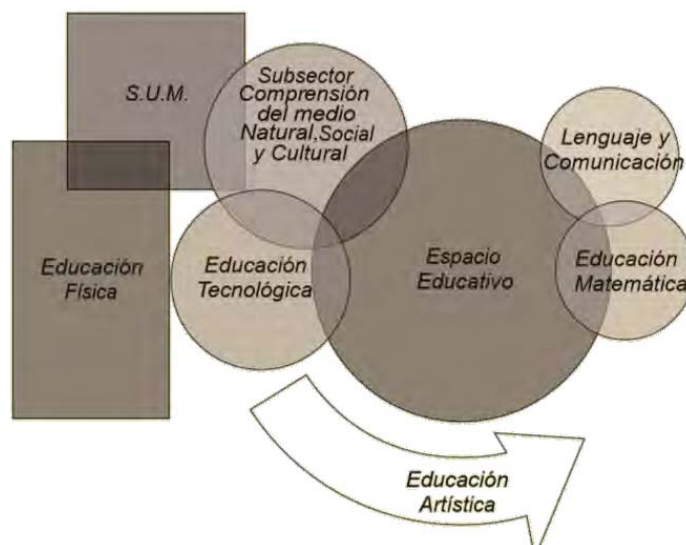 S.U.M.
Subsector
Comprensión
del medio
Natural,Social
y Cultural
Lenguaje y
Comunicación
Educación
Física
Educación
Tecnológica
Espacio
Educativo
Educación
Matemática
Educación
Artística